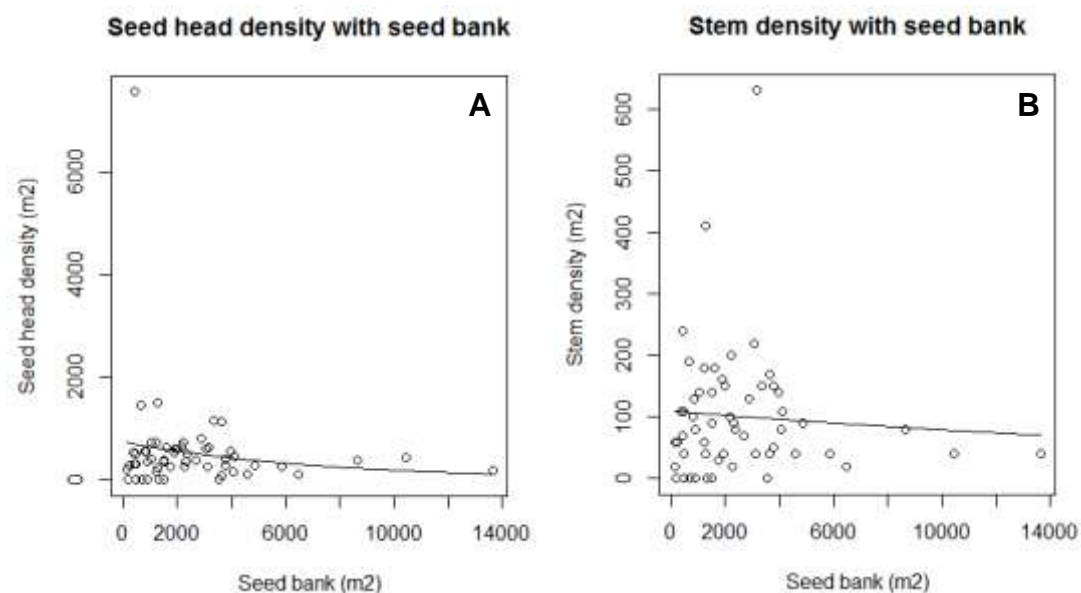 Seed head density with seed bank
A
Seed head density (m2)
6000
4000
2000
0
0 2000 6000 10000 14000
Seed bank (m2)
Stem density with seed bank
B
Stem density (m2)
600
500
400
300
200
100
0
0 2000 6000 10000 14000
Seed bank (m2)